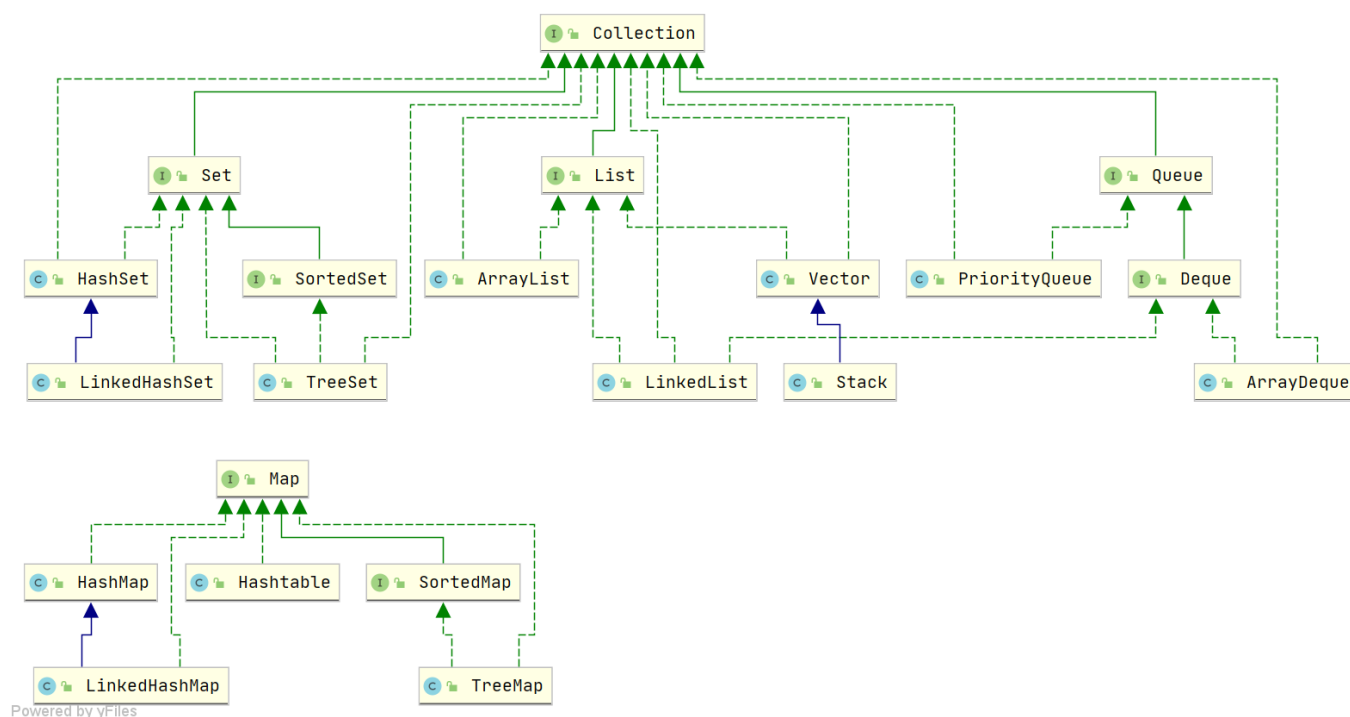 I Collection
I Set
I List
I Queue
C HashSet
I SortedSet
C ArrayList
C Vector
C PriorityQueue
I Deque
C LinkedHashSet
C TreeSet
C LinkedList
C Stack
C ArrayDeque
I Map
C HashMap
C Hashtable
I SortedMap
C LinkedHashMap
C TreeMap
Powered by yFiles